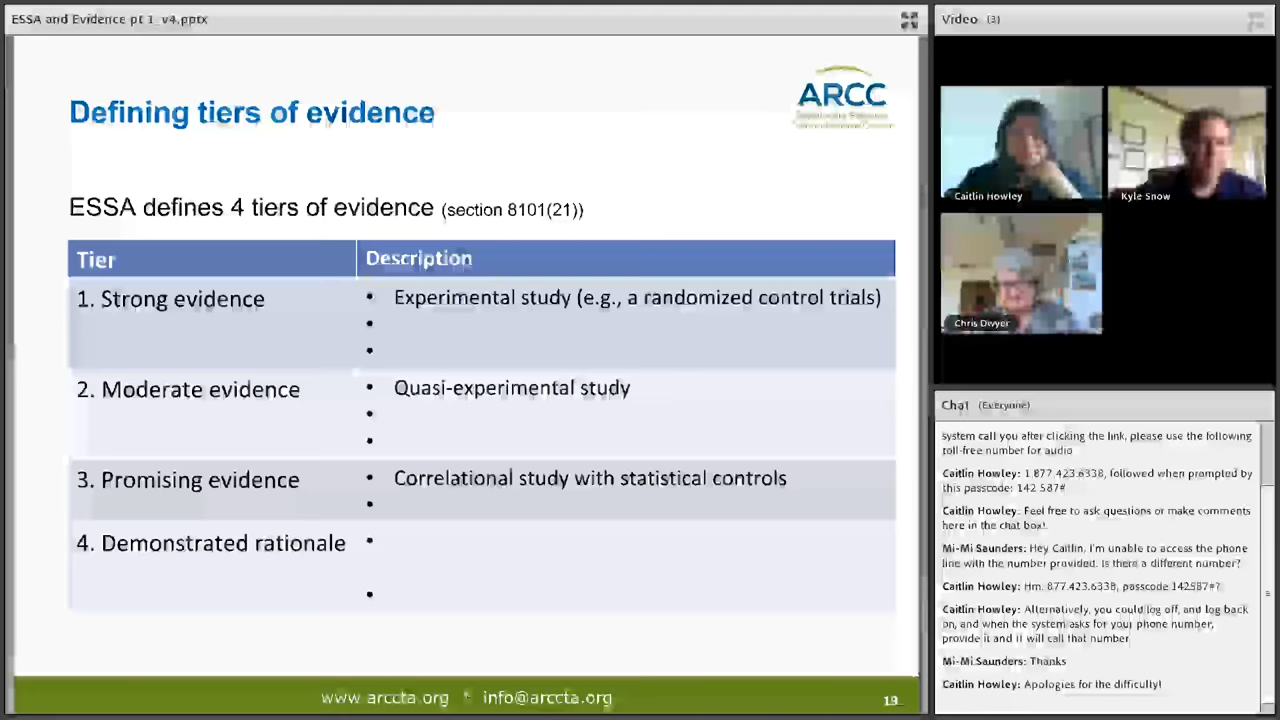 ESSA and Evidence pt 1_v4.pptx
Defining tiers of evidence
ARCC
ESSA defines 4 tiers of evidence (section 8101(21))
Tier
Description
1. Strong evidence
• Experimental study (e.g., a randomized control trials)
•
•
2. Moderate evidence
• Quasi-experimental study
•
•
3. Promising evidence
• Correlational study with statistical controls
•
4. Demonstrated rationale
•
•
www arccta.org * info@arccta.org
19
Video (3)
Caitlin Howley
Kyle Snow
Chris Dwyer
Chat (Everyone)
system call you after clicking the link, please use the following
toll-free number for audio
Caitlin Howley: 1.877.423.6338, followed when prompted by
this passcode: 142 587#
Caitlin Howley: Feel free to ask questions or make comments
here in the chat box!
Mi-Mi Saunders: Hey Caitlin, I'm unable to access the phone
line with the number provided. Is there a different number?
Caitlin Howley: Hm. 877.423.6338, passcode 142587#?
Caitlin Howley: Alternatively, you could log off, and log back
on, and when the system asks for your phone number,
provide it and it will call that number
Mi-Mi Saunders: Thanks
Caitlin Howley: Apologies for the difficulty!